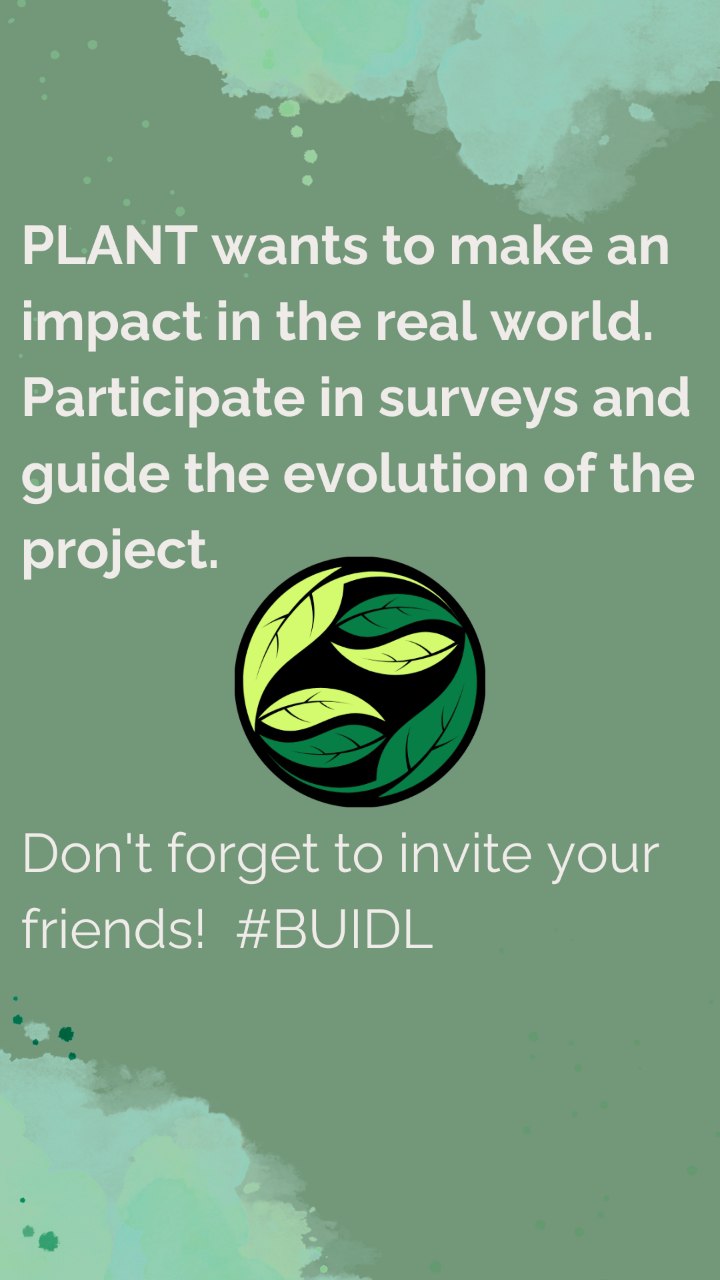 PLANT wants to make an
impact in the real world.
Participate in surveys and
guide the evolution of the
project.
Don't forget to invite your
friends!  #BUIDL